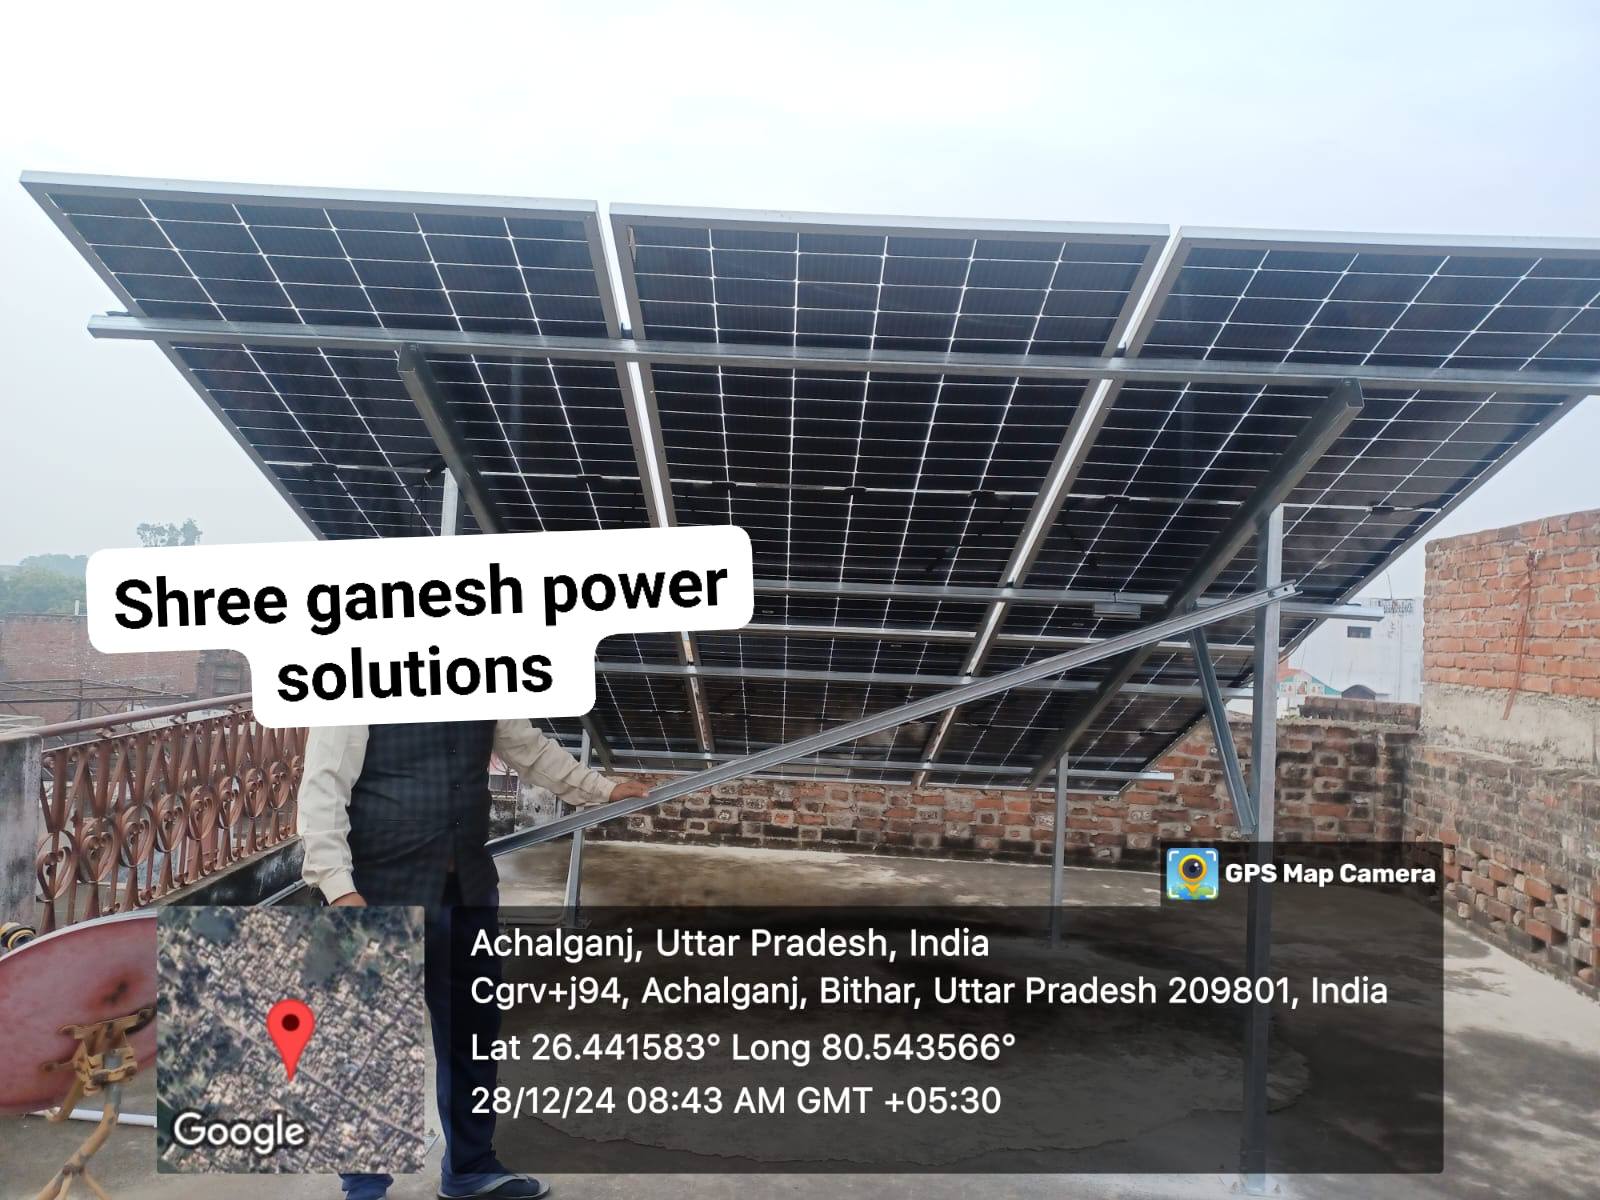 Shree ganesh power
solutions
GPS Map Camera
Achalganj, Uttar Pradesh, India
Cgrv+j94, Achalganj, Bithar, Uttar Pradesh 209801, India
Lat 26.441583° Long 80.543566°
28/12/24 08:43 AM GMT +05:30
Google